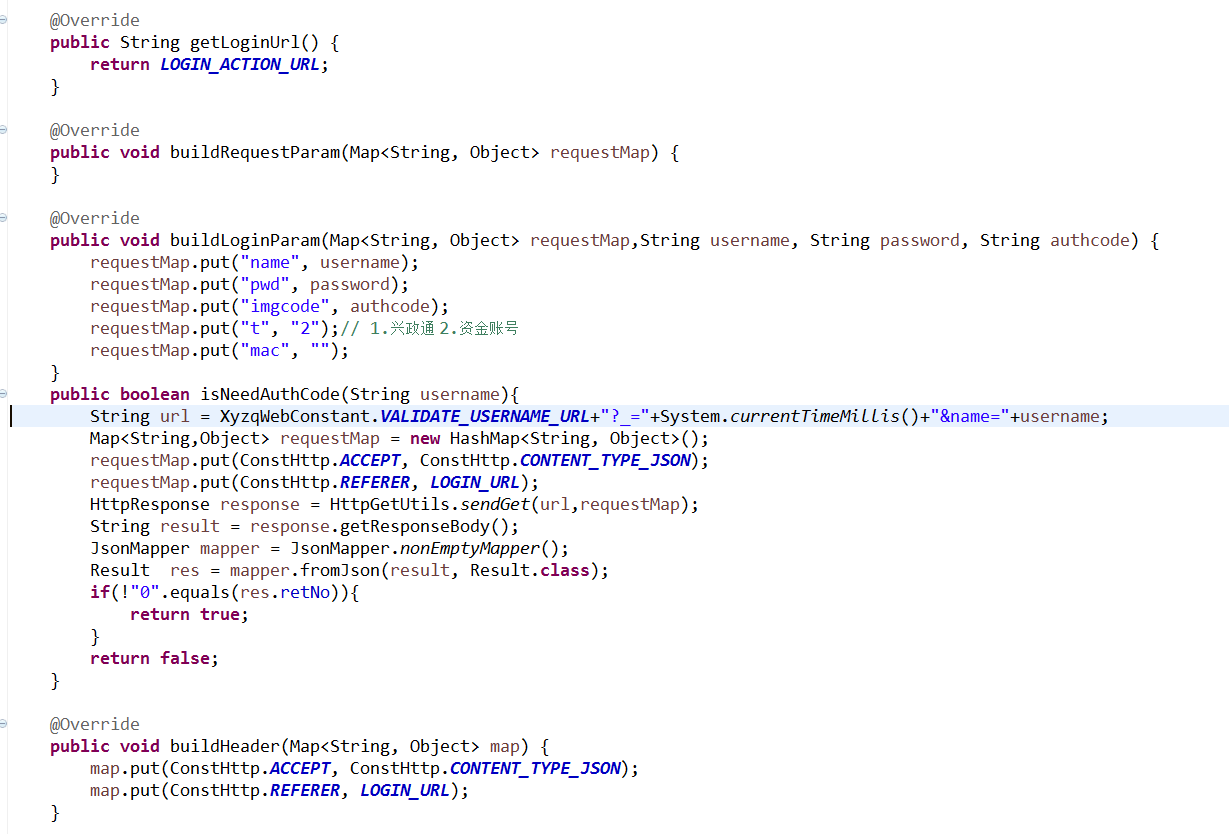 @Override
public String getLoginUrl() {
return LOGIN_ACTION_URL;
}
@Override
public void buildRequestParam(Map<String, Object> requestMap) {
}
@Override
public void buildLoginParam(Map<String, Object> requestMap,String username, String password, String authcode) {
requestMap.put("name", username);
requestMap.put("pwd", password);
requestMap.put("imgcode", authcode);
requestMap.put("t", "2");// 1.兴政通 2.资金账号
requestMap.put("mac", "");
}
public boolean isNeedAuthCode(String username){
String url = XyzqWebConstant.VALIDATE_USERNAME_URL+"?_="+System.currentTimeMillis()+"&name="+username;
Map<String,Object> requestMap = new HashMap<String, Object>();
requestMap.put(ConstHttp.ACCEPT, ConstHttp.CONTENT_TYPE_JSON);
requestMap.put(ConstHttp.REFERER, LOGIN_URL);
HttpResponse response = HttpGetUtils.sendGet(url,requestMap);
String result = response.getResponseBody();
JsonMapper mapper = JsonMapper.nonEmptyMapper();
Result  res = mapper.fromJson(result, Result.class);
if(!"0".equals(res.retNo)){
return true;
}
return false;
}
@Override
public void buildHeader(Map<String, Object> map) {
map.put(ConstHttp.ACCEPT, ConstHttp.CONTENT_TYPE_JSON);
map.put(ConstHttp.REFERER, LOGIN_URL);
}